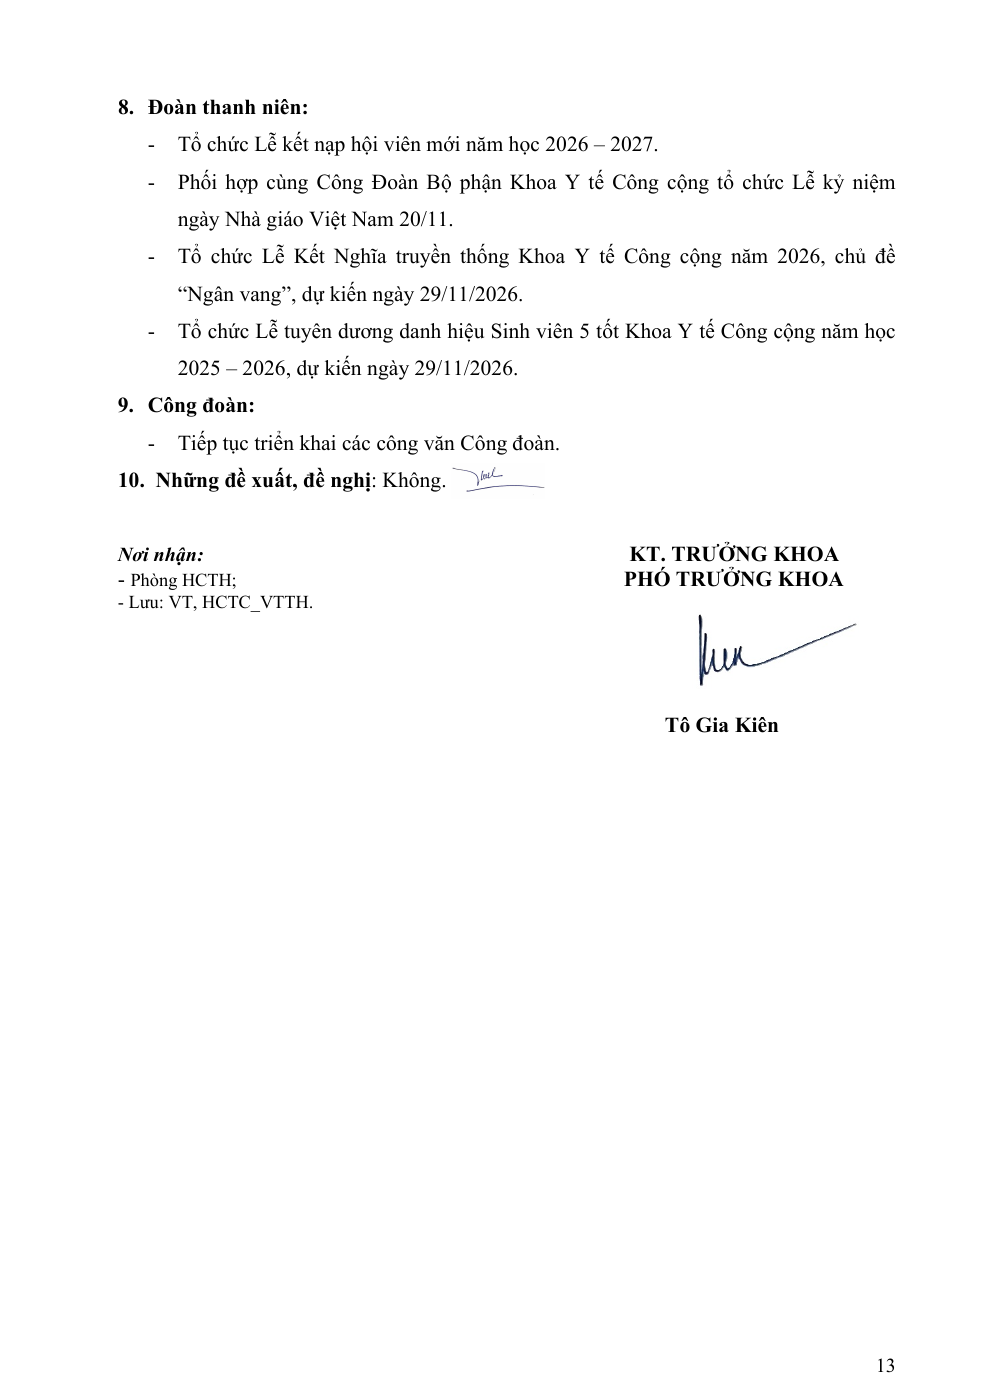 8. Đoàn thanh niên:
- Tổ chức Lễ kết nạp hội viên mới năm học 2026 – 2027.
- Phối hợp cùng Công Đoàn Bộ phận Khoa Y tế Công cộng tổ chức Lễ kỷ niệm
ngày Nhà giáo Việt Nam 20/11.
- Tổ chức Lễ Kết Nghĩa truyền thống Khoa Y tế Công cộng năm 2026, chủ đề
“Ngân vang”, dự kiến ngày 29/11/2026.
- Tổ chức Lễ tuyên dương danh hiệu Sinh viên 5 tốt Khoa Y tế Công cộng năm học
2025 – 2026, dự kiến ngày 29/11/2026.
9. Công đoàn:
- Tiếp tục triển khai các công văn Công đoàn.
10. Những đề xuất, đề nghị: Không.
Nơi nhận:
- Phòng HCTH;
- Lưu: VT, HCTC_VTTH.
KT. TRƯỞNG KHOA
PHÓ TRƯỞNG KHOA
Tô Gia Kiên
13